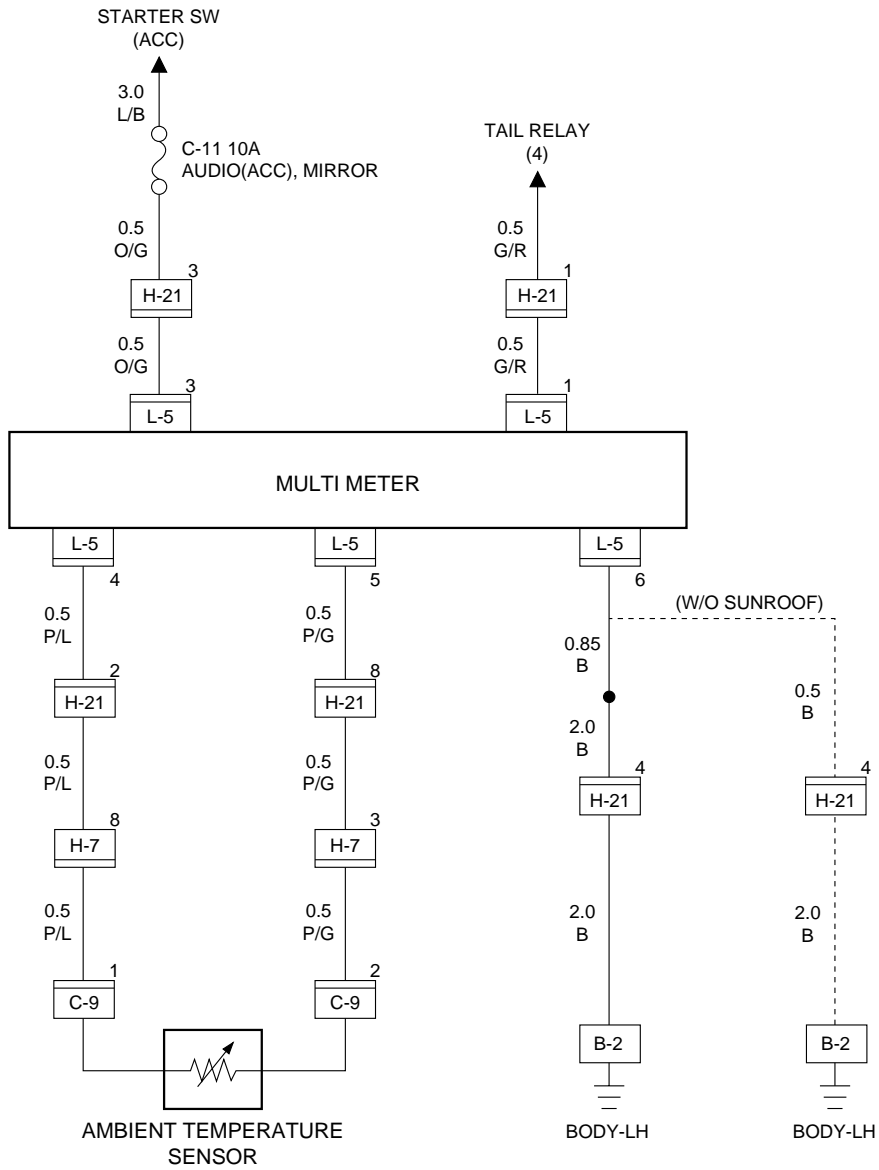 STARTER SW
(ACC)
3.0
L/B
C-11 10A
AUDIO(ACC), MIRROR
TAIL RELAY
(4)
0.5
O/G
0.5
G/R
3
H-21
1
H-21
0.5
O/G
0.5
G/R
3
L-5
1
L-5
MULTI METER
L-5
4
L-5
5
L-5
6
(W/O SUNROOF)
0.5
P/L
0.5
P/G
0.85
B
2
H-21
8
H-21
2.0
B
0.5
B
0.5
P/L
0.5
P/G
4
H-21
4
H-21
8
H-7
3
H-7
0.5
P/L
0.5
P/G
2.0
B
2.0
B
1
C-9
2
C-9
B-2
B-2
AMBIENT TEMPERATURE
SENSOR
BODY-LH
BODY-LH